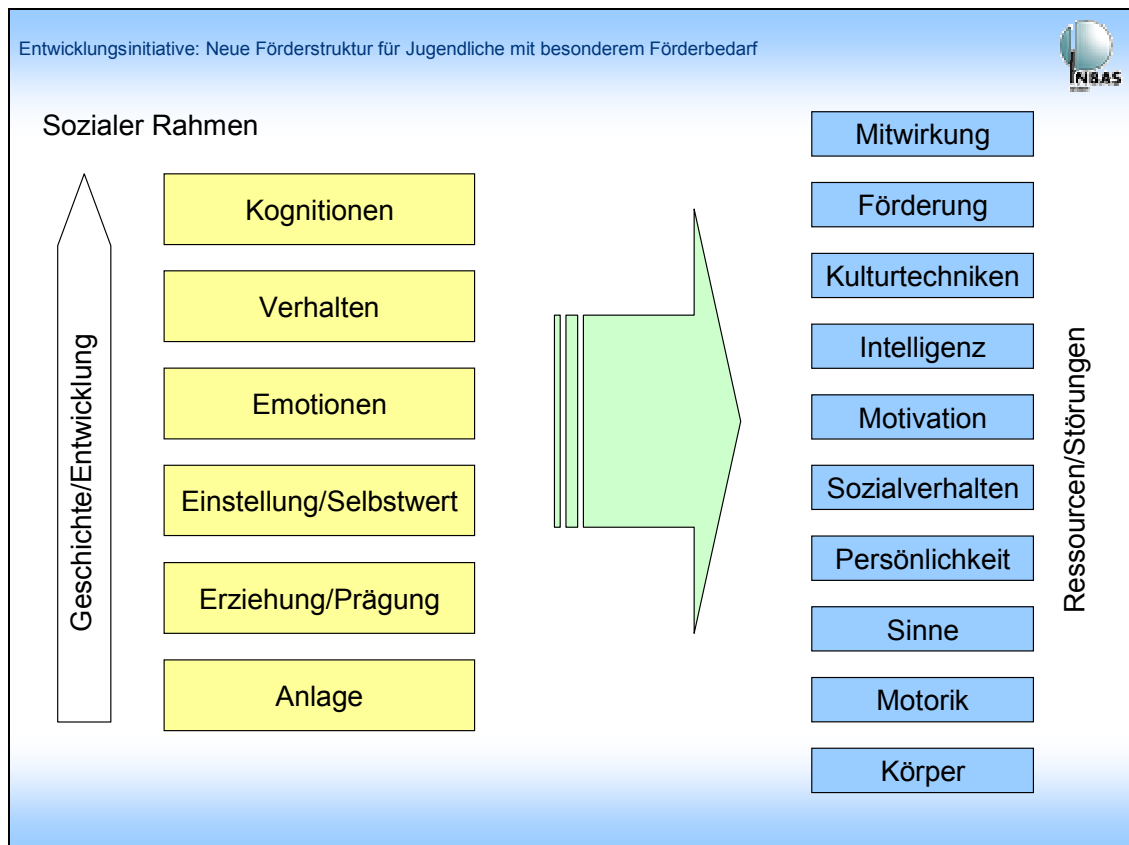 Entwicklungsinitiative: Neue Förderstruktur für Jugendliche mit besonderem Förderbedarf
INBAS
Sozialer Rahmen
Geschichte/Entwicklung
Kognitionen
Verhalten
Emotionen
Einstellung/Selbstwert
Erziehung/Prägung
Anlage
Mitwirkung
Förderung
Kulturtechniken
Intelligenz
Motivation
Sozialverhalten
Persönlichkeit
Sinne
Motorik
Körper
Ressourcen/Störungen